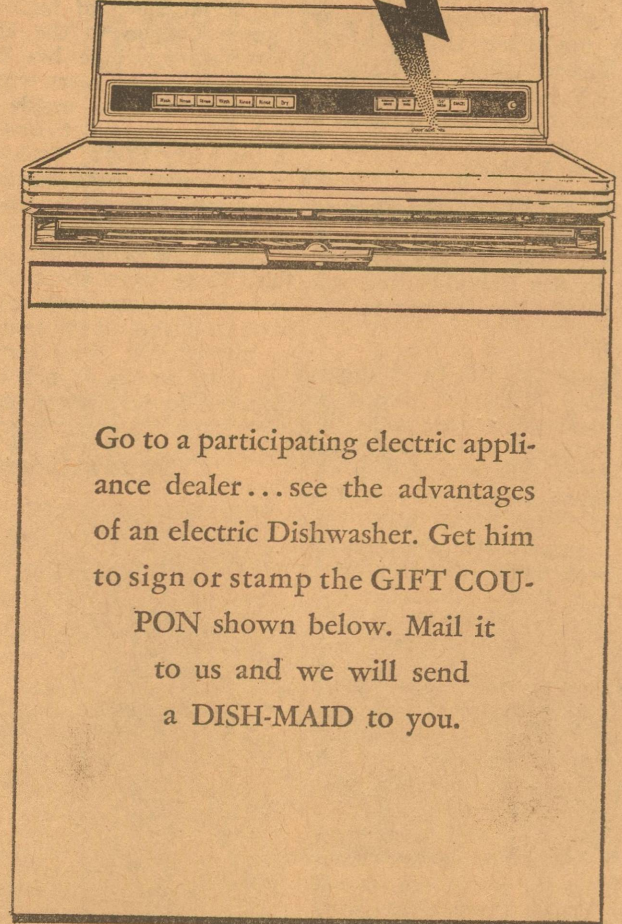 Go to a participating electric appli-
ance dealer... see the advantages
of an electric Dishwasher. Get him
to sign or stamp the GIFT COU-
PON shown below. Mail it
to us and we will send
a DISH-MAID to you.